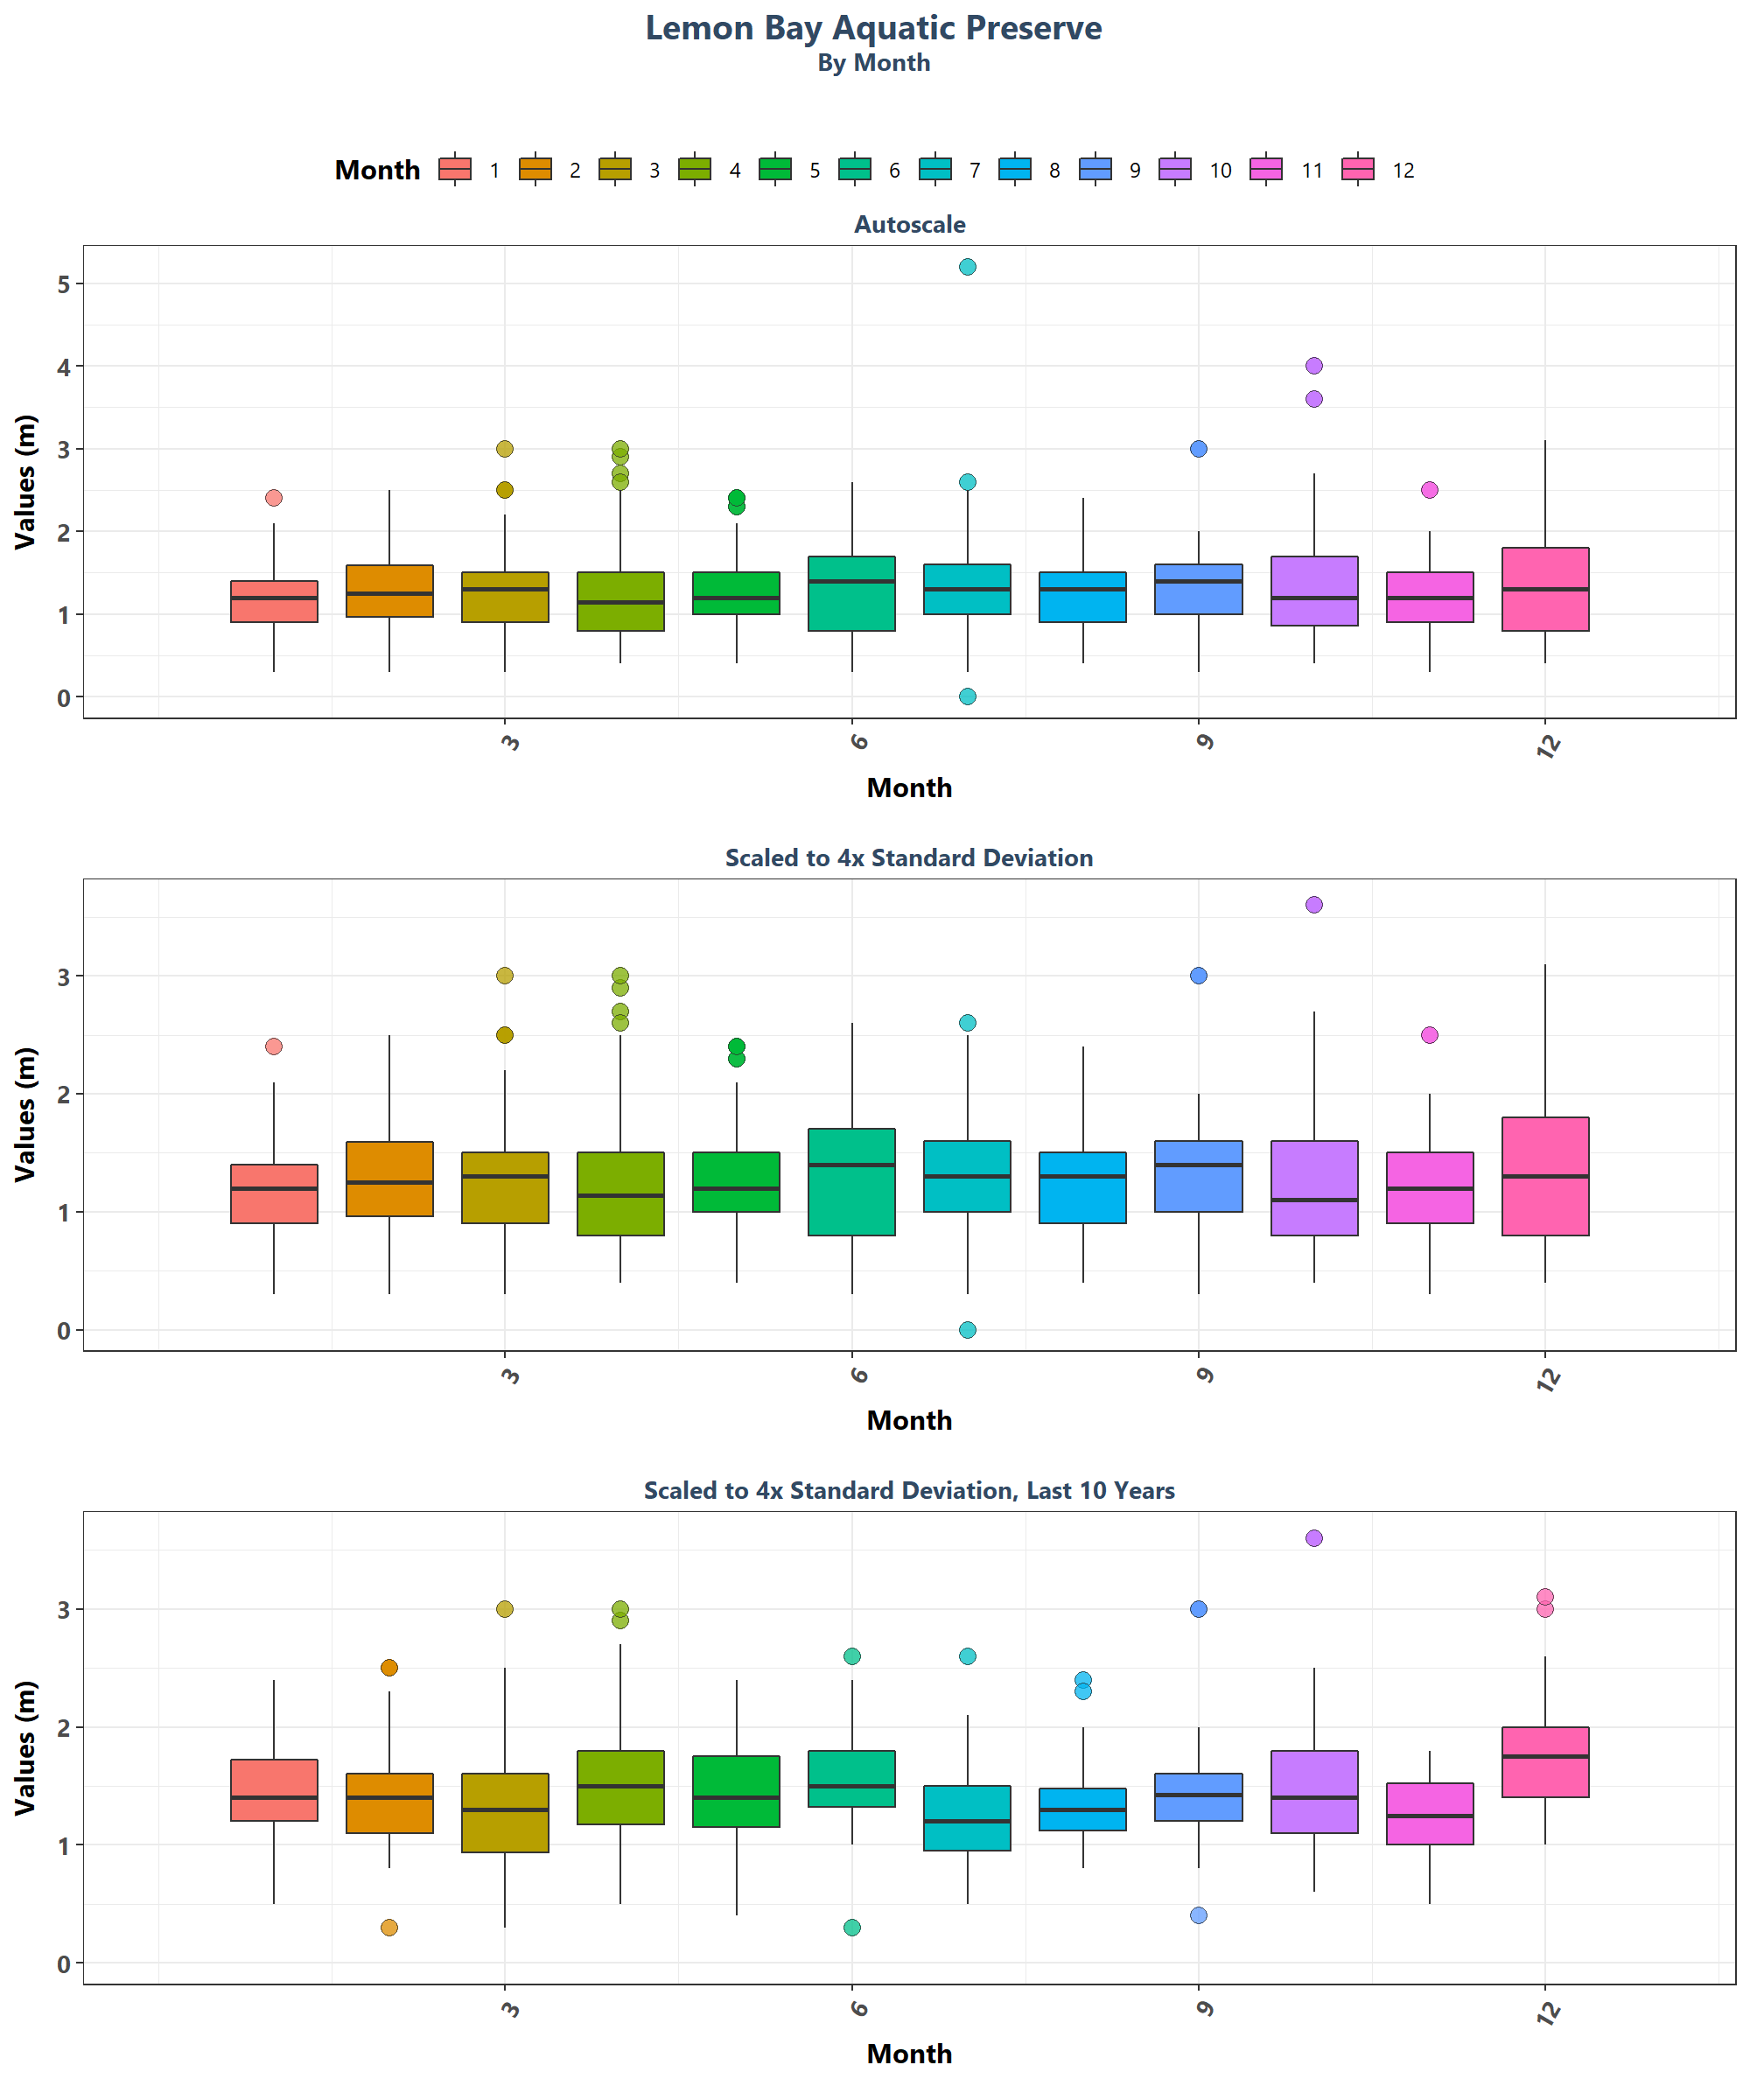 Lemon Bay Aquatic Preserve
By Month
Month 1 2 3 4 5 6 7 8 9 10 11 12
Autoscale
Values (m)
5
4
3
2
1
0
3 6 9 12
Month
Scaled to 4x Standard Deviation
Values (m)
3
2
1
0
3 6 9 12
Month
Scaled to 4x Standard Deviation, Last 10 Years
Values (m)
3
2
1
0
3 6 9 12
Month